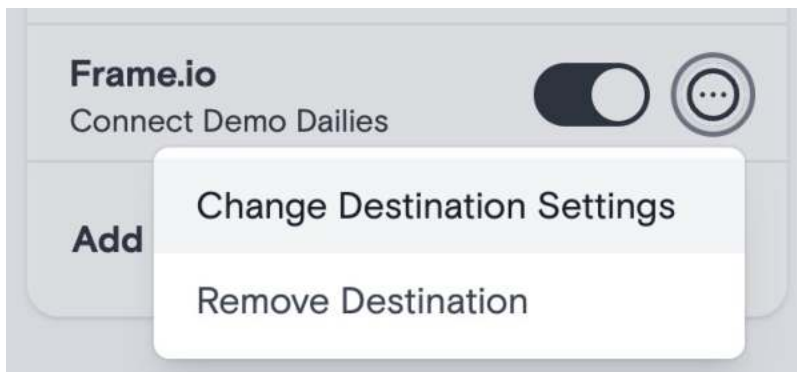 Frame.io
Connect Demo Dailies
Change Destination Settings
Add
Remove Destination